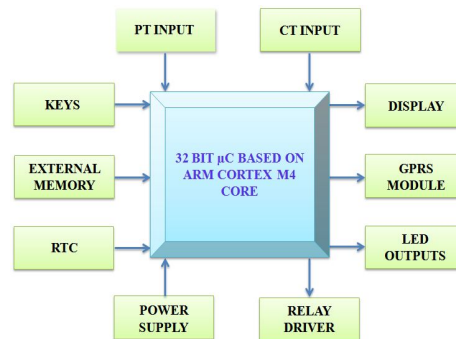 PT INPUT
CT INPUT
KEYS
DISPLAY
32 BIT µC BASED ON
ARM CORTEX M4
CORE
EXTERNAL
MEMORY
GPRS
MODULE
RTC
LED
OUTPUTS
POWER
SUPPLY
RELAY
DRIVER